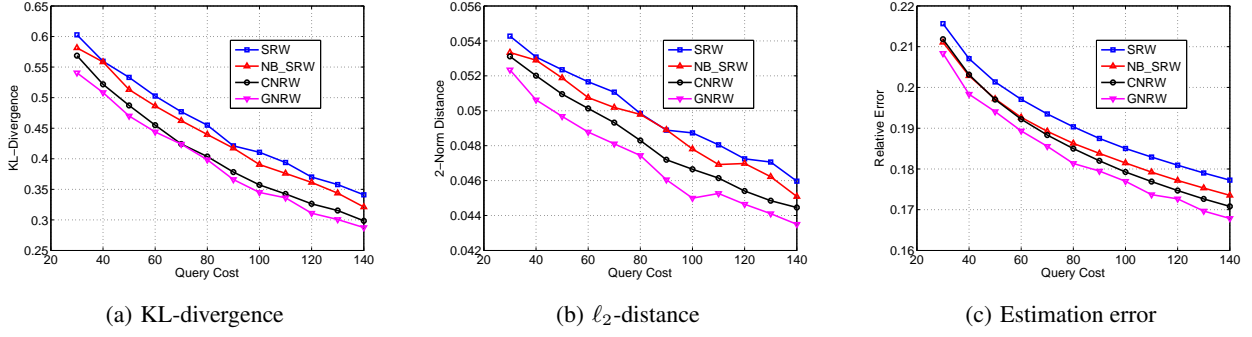 0.65
0.6
0.55
0.5
0.45
0.4
0.35
0.3
0.25
20 40 60 80 100 120 140
KL−Divergence
Query Cost
SRW
NB_SRW
CNRW
GNRW
(a) KL-divergence
0.056
0.054
0.052
0.05
0.048
0.046
0.044
0.042
20 40 60 80 100 120 140
2−Norm Distance
Query Cost
SRW
NB_SRW
CNRW
GNRW
(b) ℓ2-distance
0.22
0.21
0.2
0.19
0.18
0.17
0.16
20 40 60 80 100 120 140
Relative Error
Query Cost
SRW
NB_SRW
CNRW
GNRW
(c) Estimation error